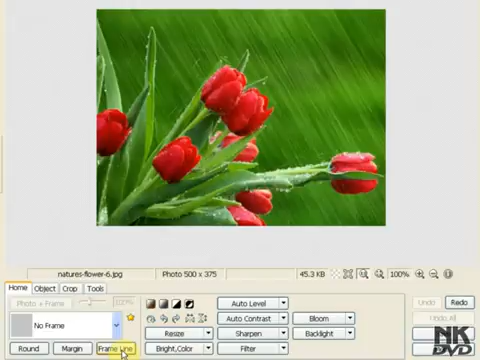 natures-flower-6.jpg Photo 500 x 375 45.3 KB 100%
Home Object Crop Tools
Photo + Frame 100%
No Frame
Round Margin Frame Line
Auto Level
Auto Contrast Bloom
Resize Sharpen Backlight
Bright,Color Filter
Undo Redo
Undo All
NK
DVD